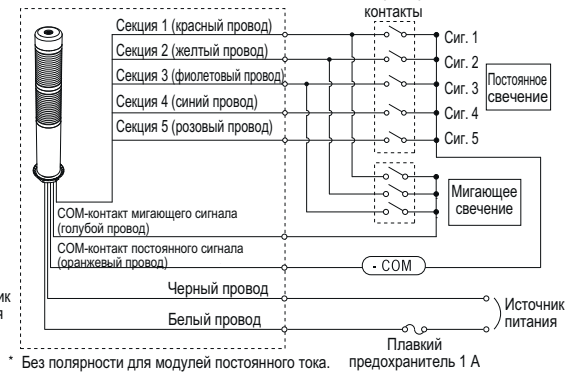 контакты
Секция 1 (красный провод)
Сиг. 1
Секция 2 (желтый провод)
Сиг. 2
Секция 3 (фиолетовый провод)
Сиг. 3
Постоянное
свечение
Секция 4 (синий провод)
Сиг. 4
Секция 5 (розовый провод)
Сиг. 5
Мигающее
свечение
COM-контакт мигающего сигнала
(голубой провод)
COM-контакт постоянного сигнала
(оранжевый провод)
- COM
Черный провод
Источник
питания
Белый провод
Плавкий
предохранитель 1 А
* Без полярности для модулей постоянного тока.